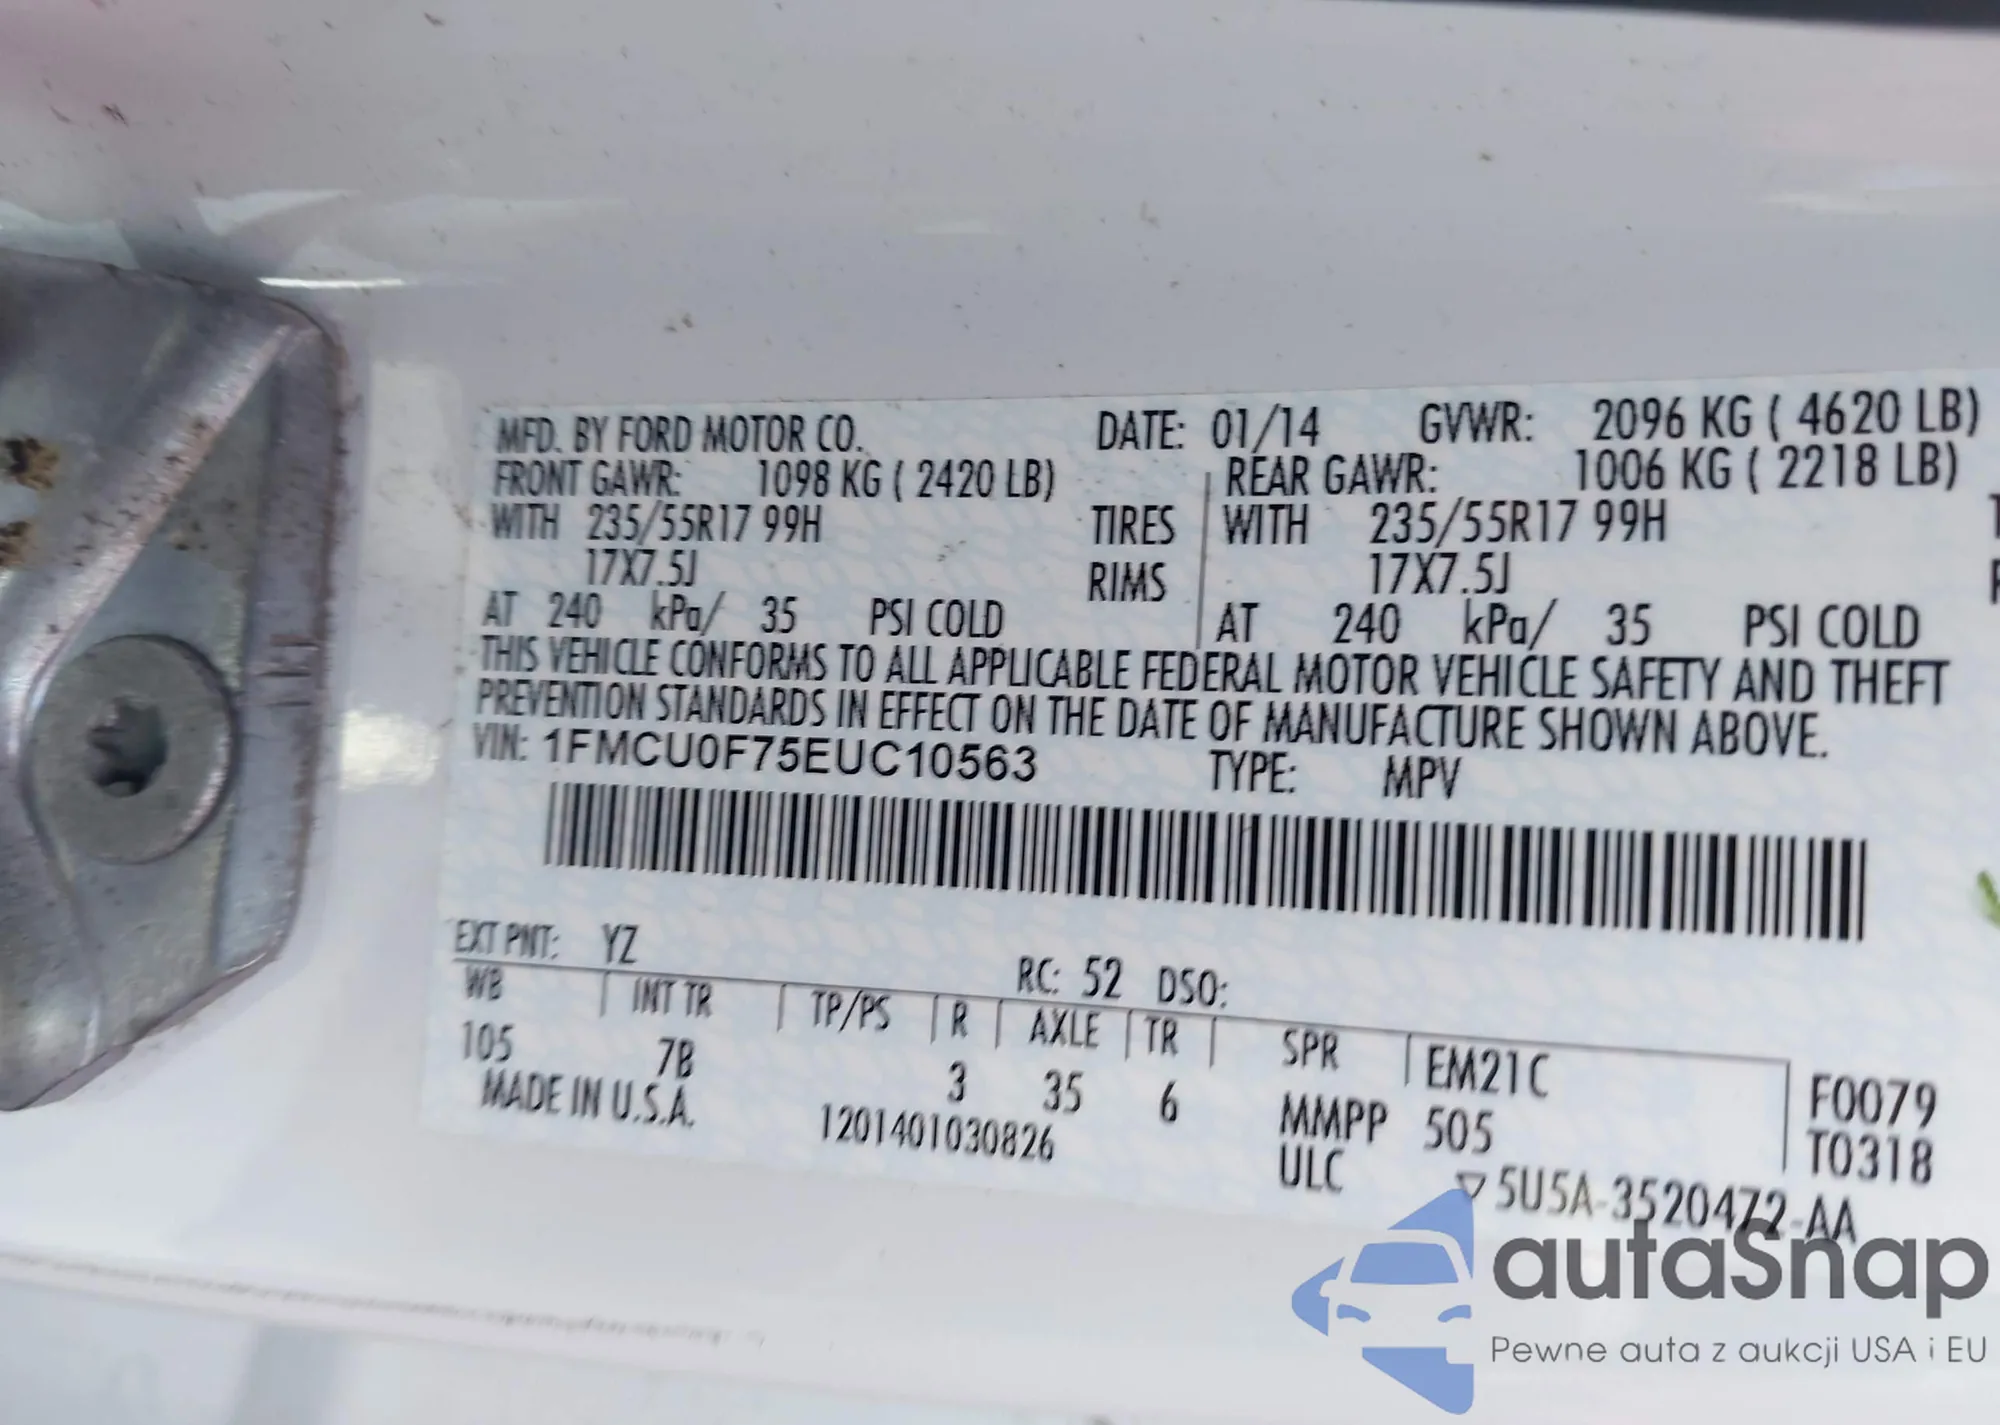 MFD. BY FORD MOTOR CO. DATE: 01/14 GVWR: 2096 KG ( 4620 LB)
FRONT GAWR: 1098 KG ( 2420 LB) REAR GAWR: 1006 KG ( 2218 LB)
WITH 235/55R17 99H TIRES WITH 235/55R17 99H
17X7.5J RIMS 17X7.5J
AT 240 kPa/ 35 PSI COLD AT 240 kPa/ 35 PSI COLD
THIS VEHICLE CONFORMS TO ALL APPLICABLE FEDERAL MOTOR VEHICLE SAFETY AND THEFT
PREVENTION STANDARDS IN EFFECT ON THE DATE OF MANUFACTURE SHOWN ABOVE.
VIN: 1FMCU0F75EUC10563 TYPE: MPV
EXT PNT: YZ RC: 52 DSO:
WB INT TR TP/PS R AXLE TR SPR EM21C F0079
105 7B 3 35 6 MMPP 505 T0318
MADE IN U.S.A. 1201401030826 ULC ▽5U5A-3520472-AA
autaSnap
Pewne auta z aukcji USA i EU